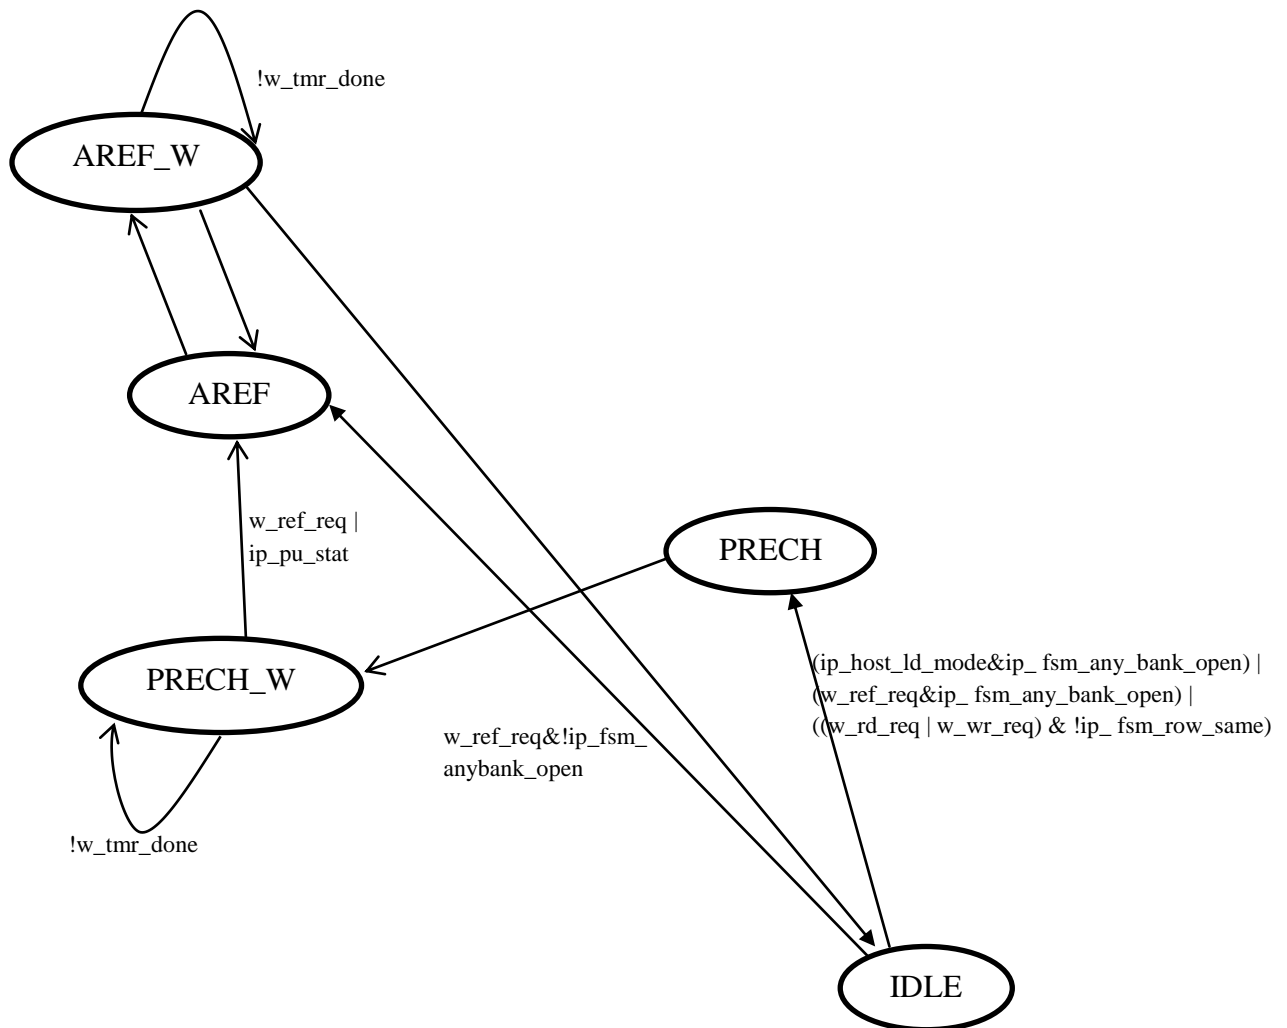 !w_tmr_done
AREF_W
AREF
w_ref_req |
ip_pu_stat
PRECH
PRECH_W
(ip_host_ld_mode&ip_ fsm_any_bank_open) |
(w_ref_req&ip_ fsm_any_bank_open) |
((w_rd_req | w_wr_req) & !ip_ fsm_row_same)
w_ref_req&!ip_fsm_
anybank_open
!w_tmr_done
IDLE